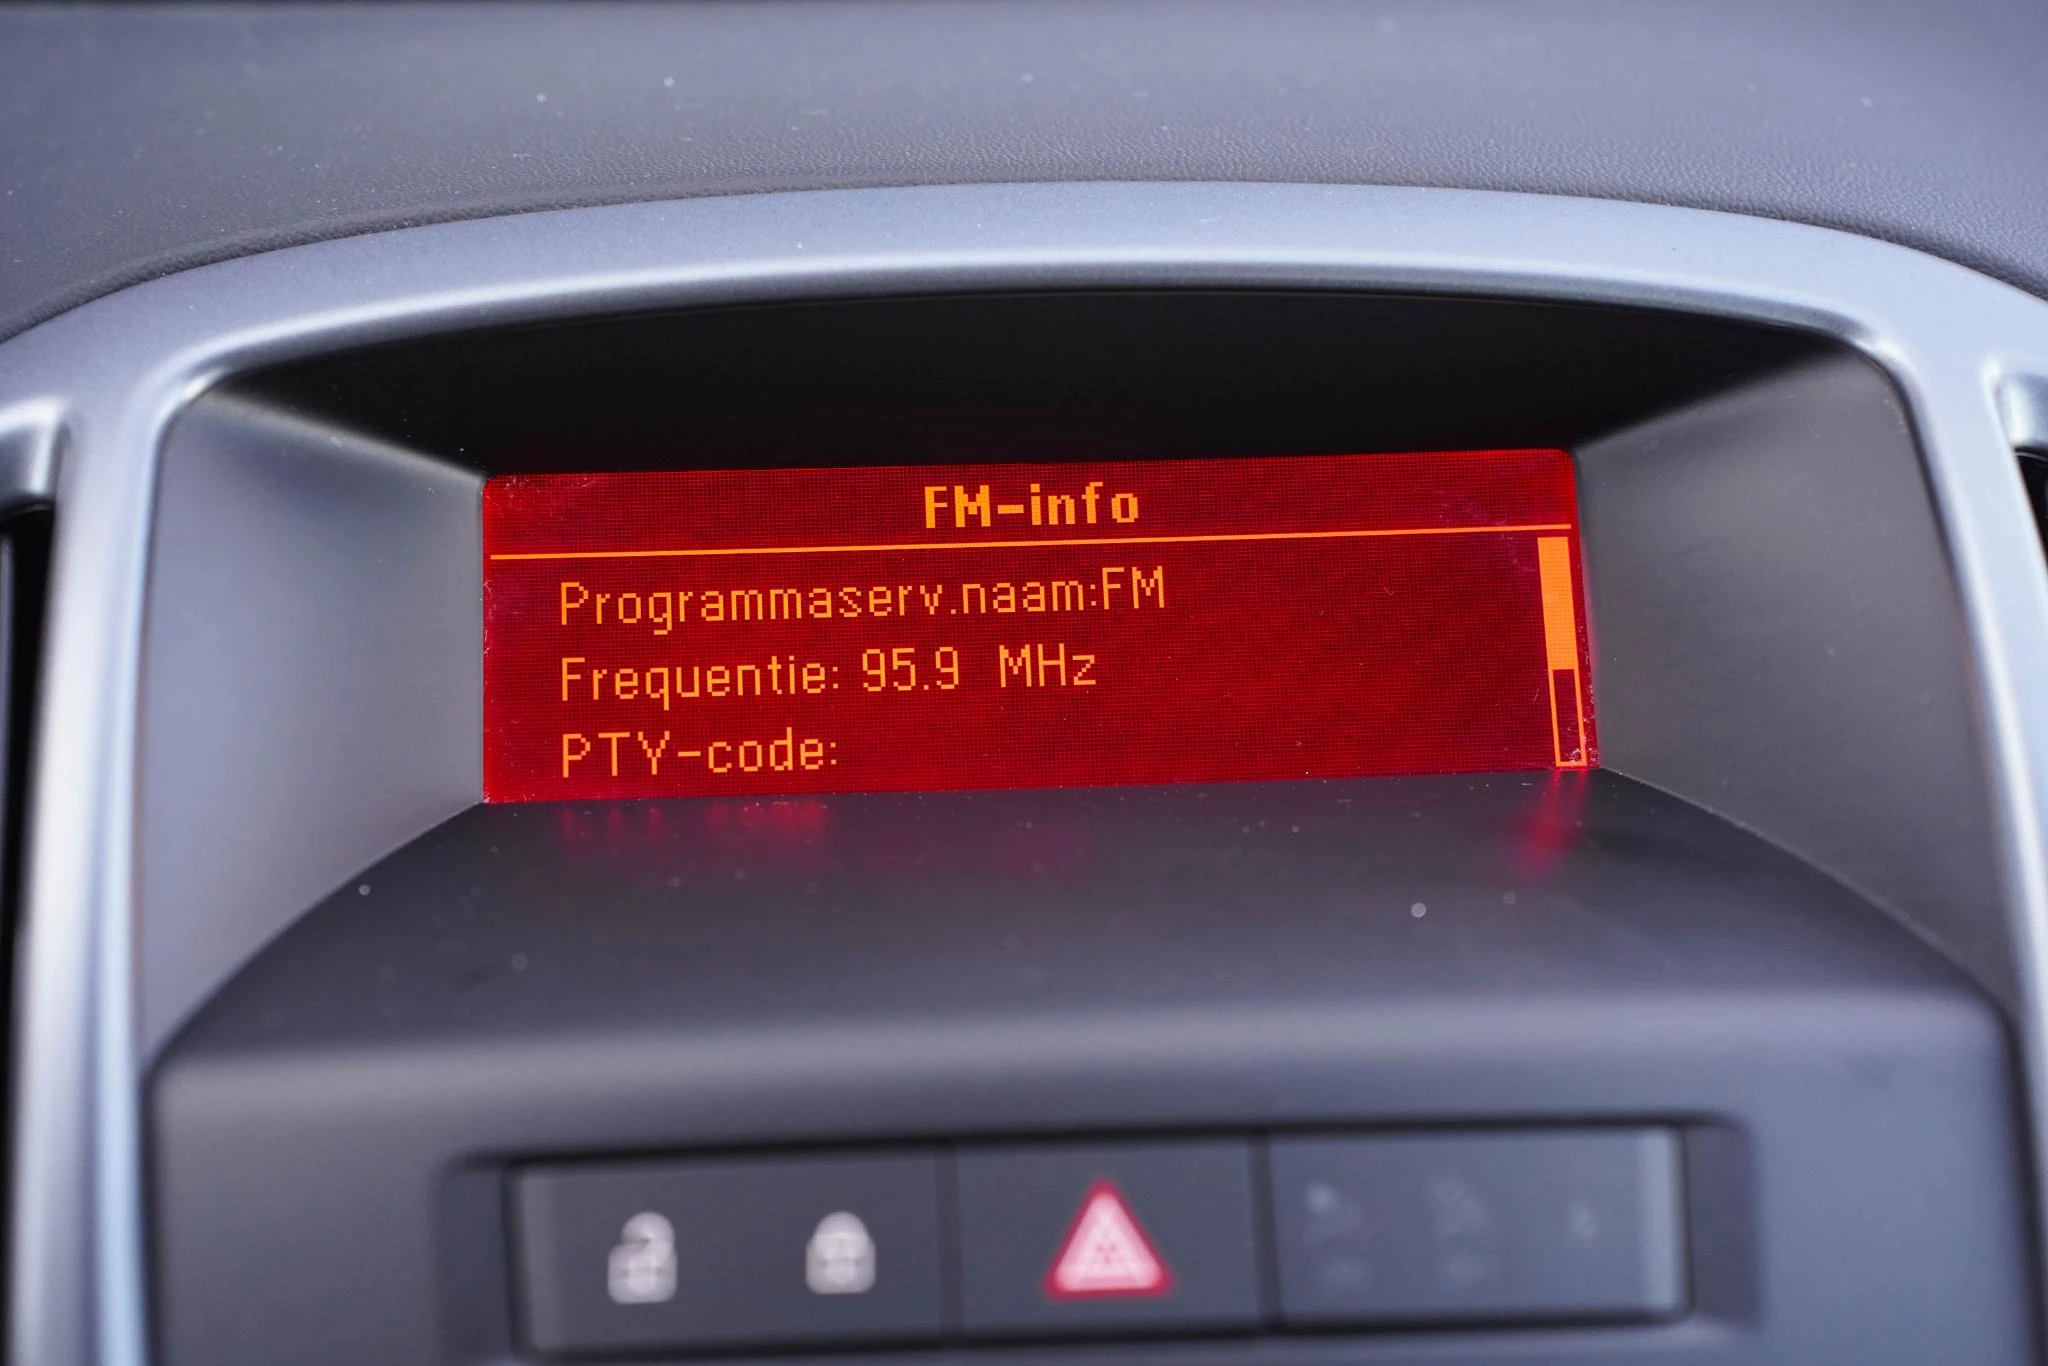 FM-info
Programmaserv.naam:FM
Frequentie: 95.9 MHz
PTY-code: